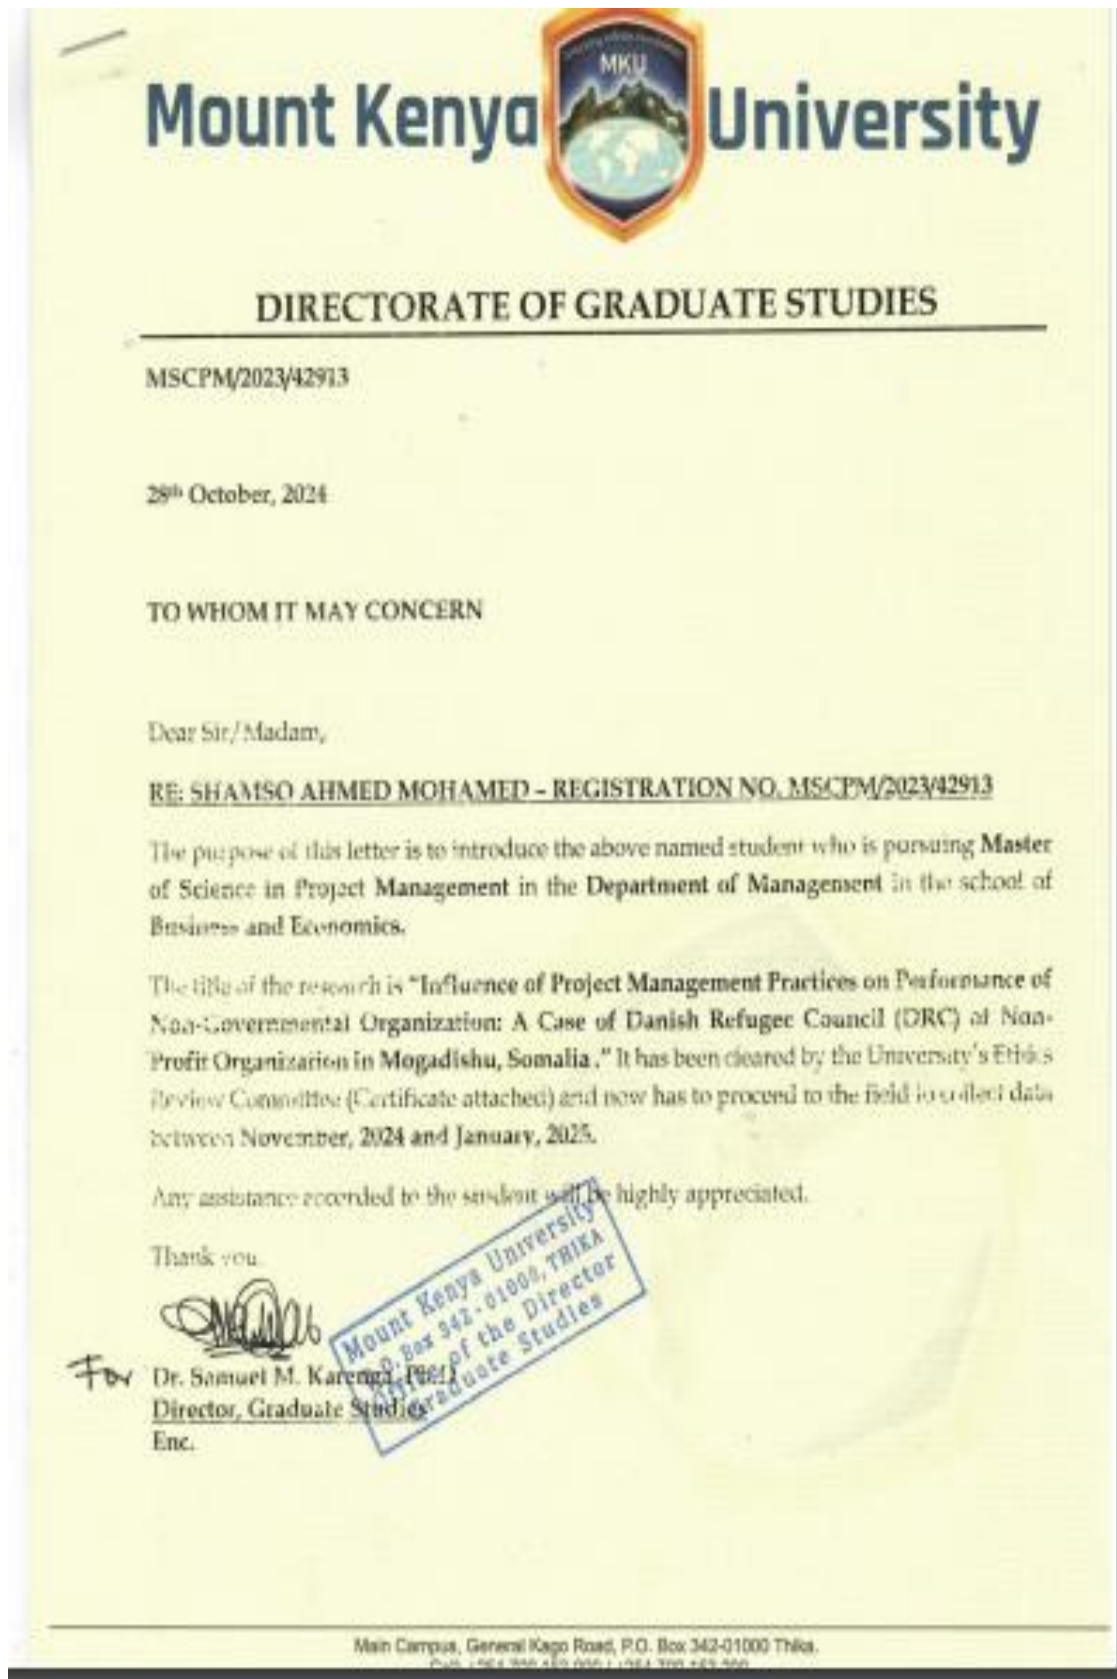 Mount Kenya University
MKU
DIRECTORATE OF GRADUATE STUDIES
MSCPM/2023/42913
28th October, 2024
TO WHOM IT MAY CONCERN
Dear Sir/Madam,
RE: SHAMSO AHMED MOHAMED – REGISTRATION NO. MSCPM/2023/42913
The purpose of this letter is to introduce the above named student who is pursuing Master
of Science in Project Management in the Department of Management in the school of
Business and Economics.
The title of the research is "Influence of Project Management Practices on Performance of
Non-Governmental Organization: A Case of Danish Refugee Council (DRC) at Non-
Profit Organization in Mogadishu, Somalia." It has been cleared by the University's Ethics
Review Committee (Certificate attached) and now has to proceed to the field to collect data
between November, 2024 and January, 2025.
Any assistance accorded to the student will be highly appreciated.
Thank you
Mount Kenya University
P.O. Box 342-01000, THIKA
Office of the Director
Graduate Studies
For Dr. Samuel M. Karenga, PhD
Director, Graduate Studies
Enc.
Main Campus, General Kago Road, P.O. Box 342-01000 Thika.